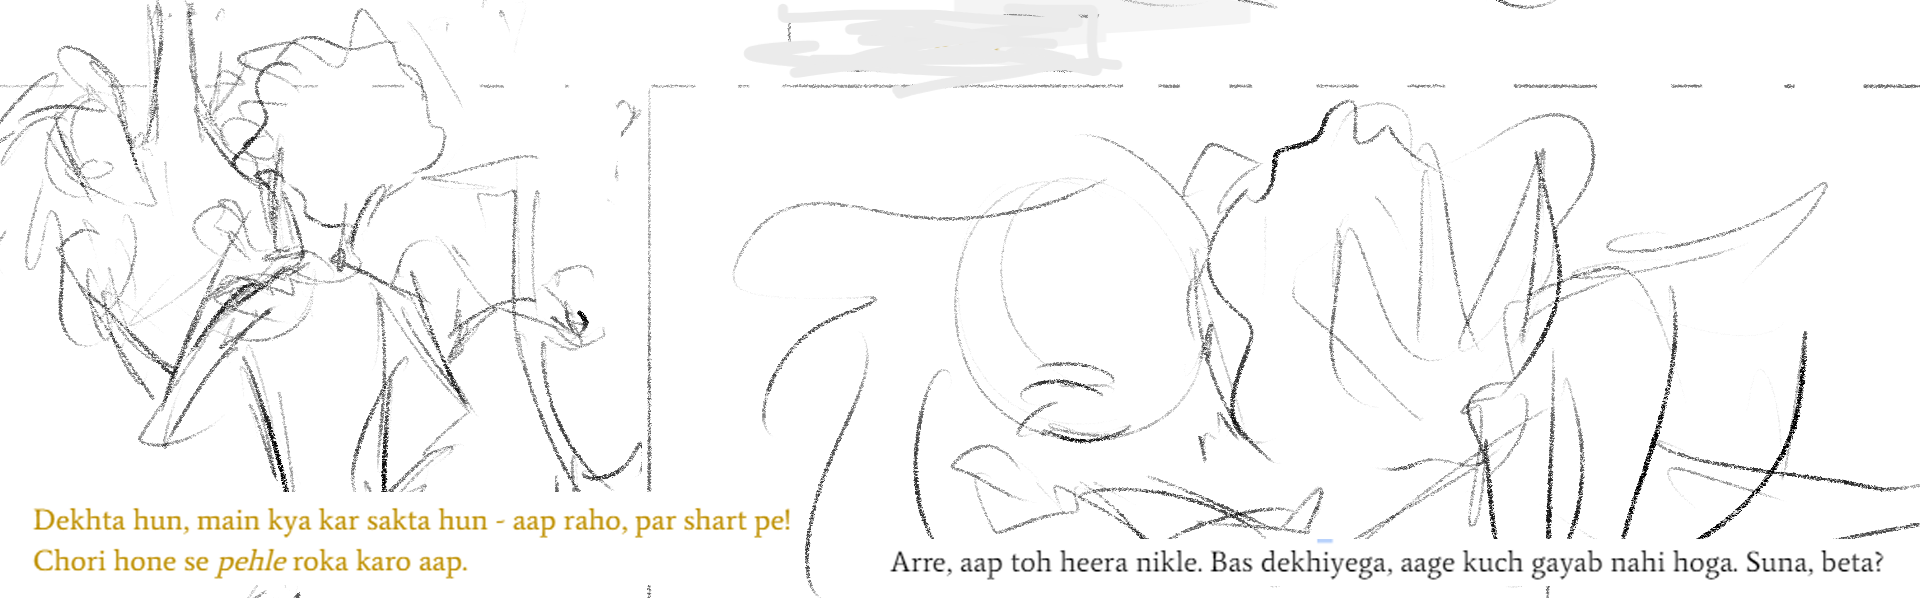 Dekhta hun, main kya kar sakta hun - aap raho, par shart pe!
Chori hone se pehle roka karo aap.
Arre, aap toh heera nikle. Bas dekhiyega, aage kuch gayab nahi hoga. Suna, beta?